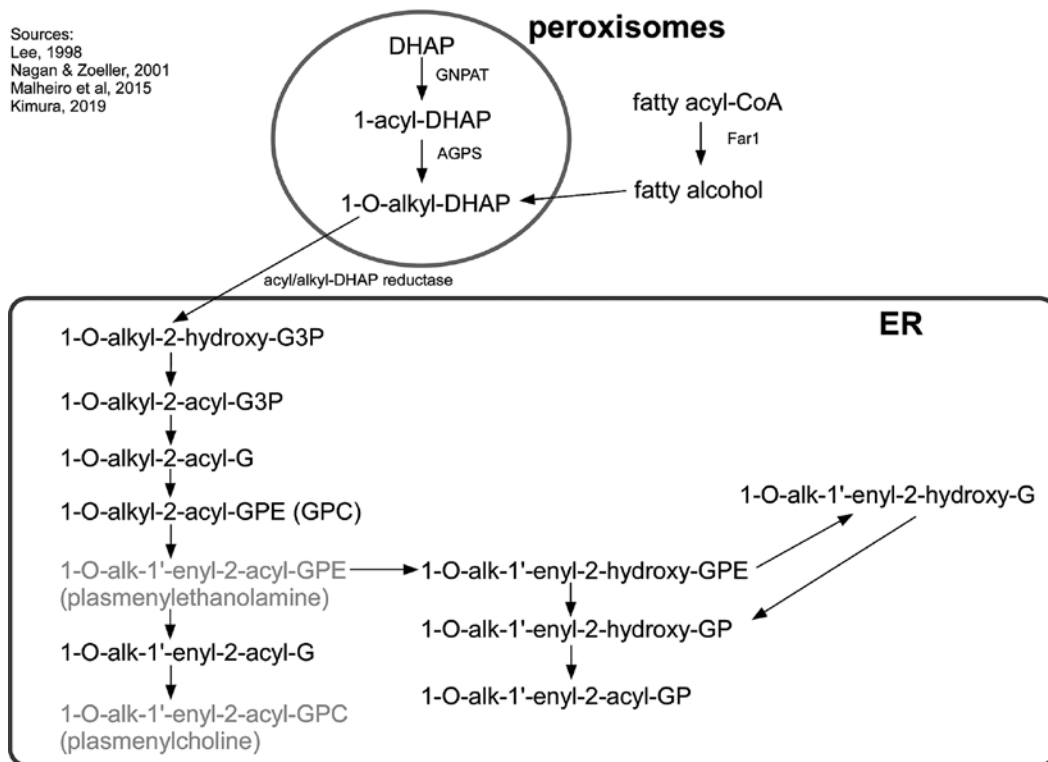 Sources:
Lee, 1998
Nagan & Zoeller, 2001
Malheiro et al, 2015
Kimura, 2019
peroxisomes
DHAP
GNPAT
1-acyl-DHAP
AGPS
1-O-alkyl-DHAP
fatty acyl-CoA
Far1
fatty alcohol
acyl/alkyl-DHAP reductase
ER
1-O-alkyl-2-hydroxy-G3P
1-O-alkyl-2-acyl-G3P
1-O-alkyl-2-acyl-G
1-O-alkyl-2-acyl-GPE (GPC)
1-O-alk-1'-enyl-2-acyl-GPE
(plasmenylethanolamine)
1-O-alk-1'-enyl-2-acyl-G
1-O-alk-1'-enyl-2-acyl-GPC
(plasmenylcholine)
1-O-alk-1'-enyl-2-hydroxy-GPE
1-O-alk-1'-enyl-2-hydroxy-GP
1-O-alk-1'-enyl-2-acyl-GP
1-O-alk-1'-enyl-2-hydroxy-G